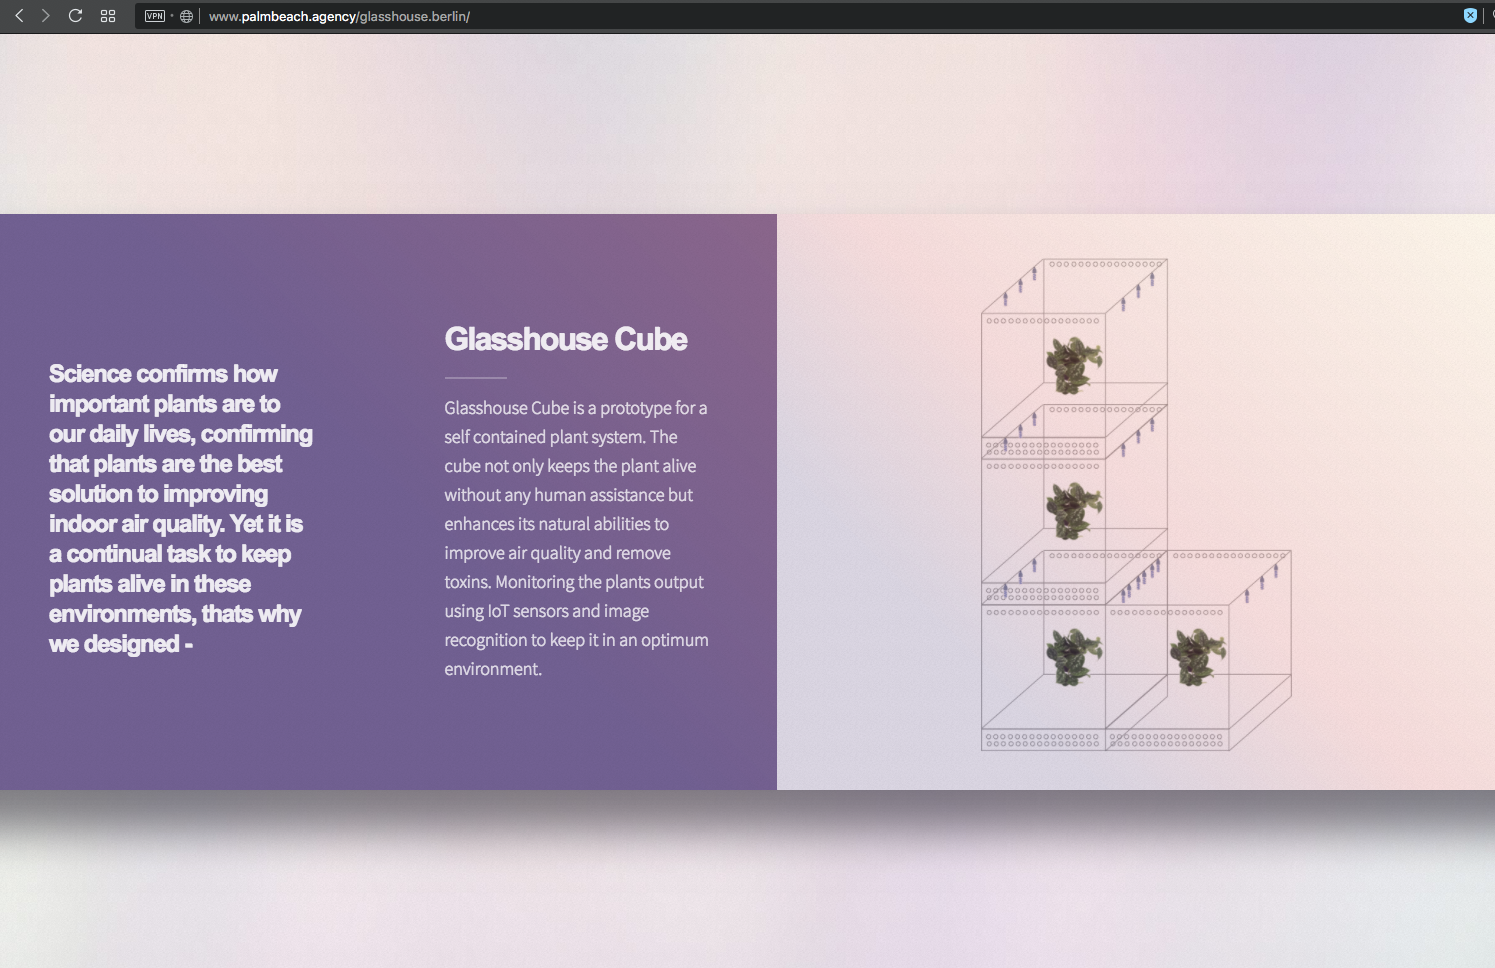 VPN
www.palmbeach.agency/glasshouse.berlin/
Science confirms how
important plants are to
our daily lives, confirming
that plants are the best
solution to improving
indoor air quality. Yet it is
a continual task to keep
plants alive in these
environments, thats why
we designed -
Glasshouse Cube
Glasshouse Cube is a prototype for a
self contained plant system. The
cube not only keeps the plant alive
without any human assistance but
enhances its natural abilities to
improve air quality and remove
toxins. Monitoring the plants output
using IoT sensors and image
recognition to keep it in an optimum
environment.